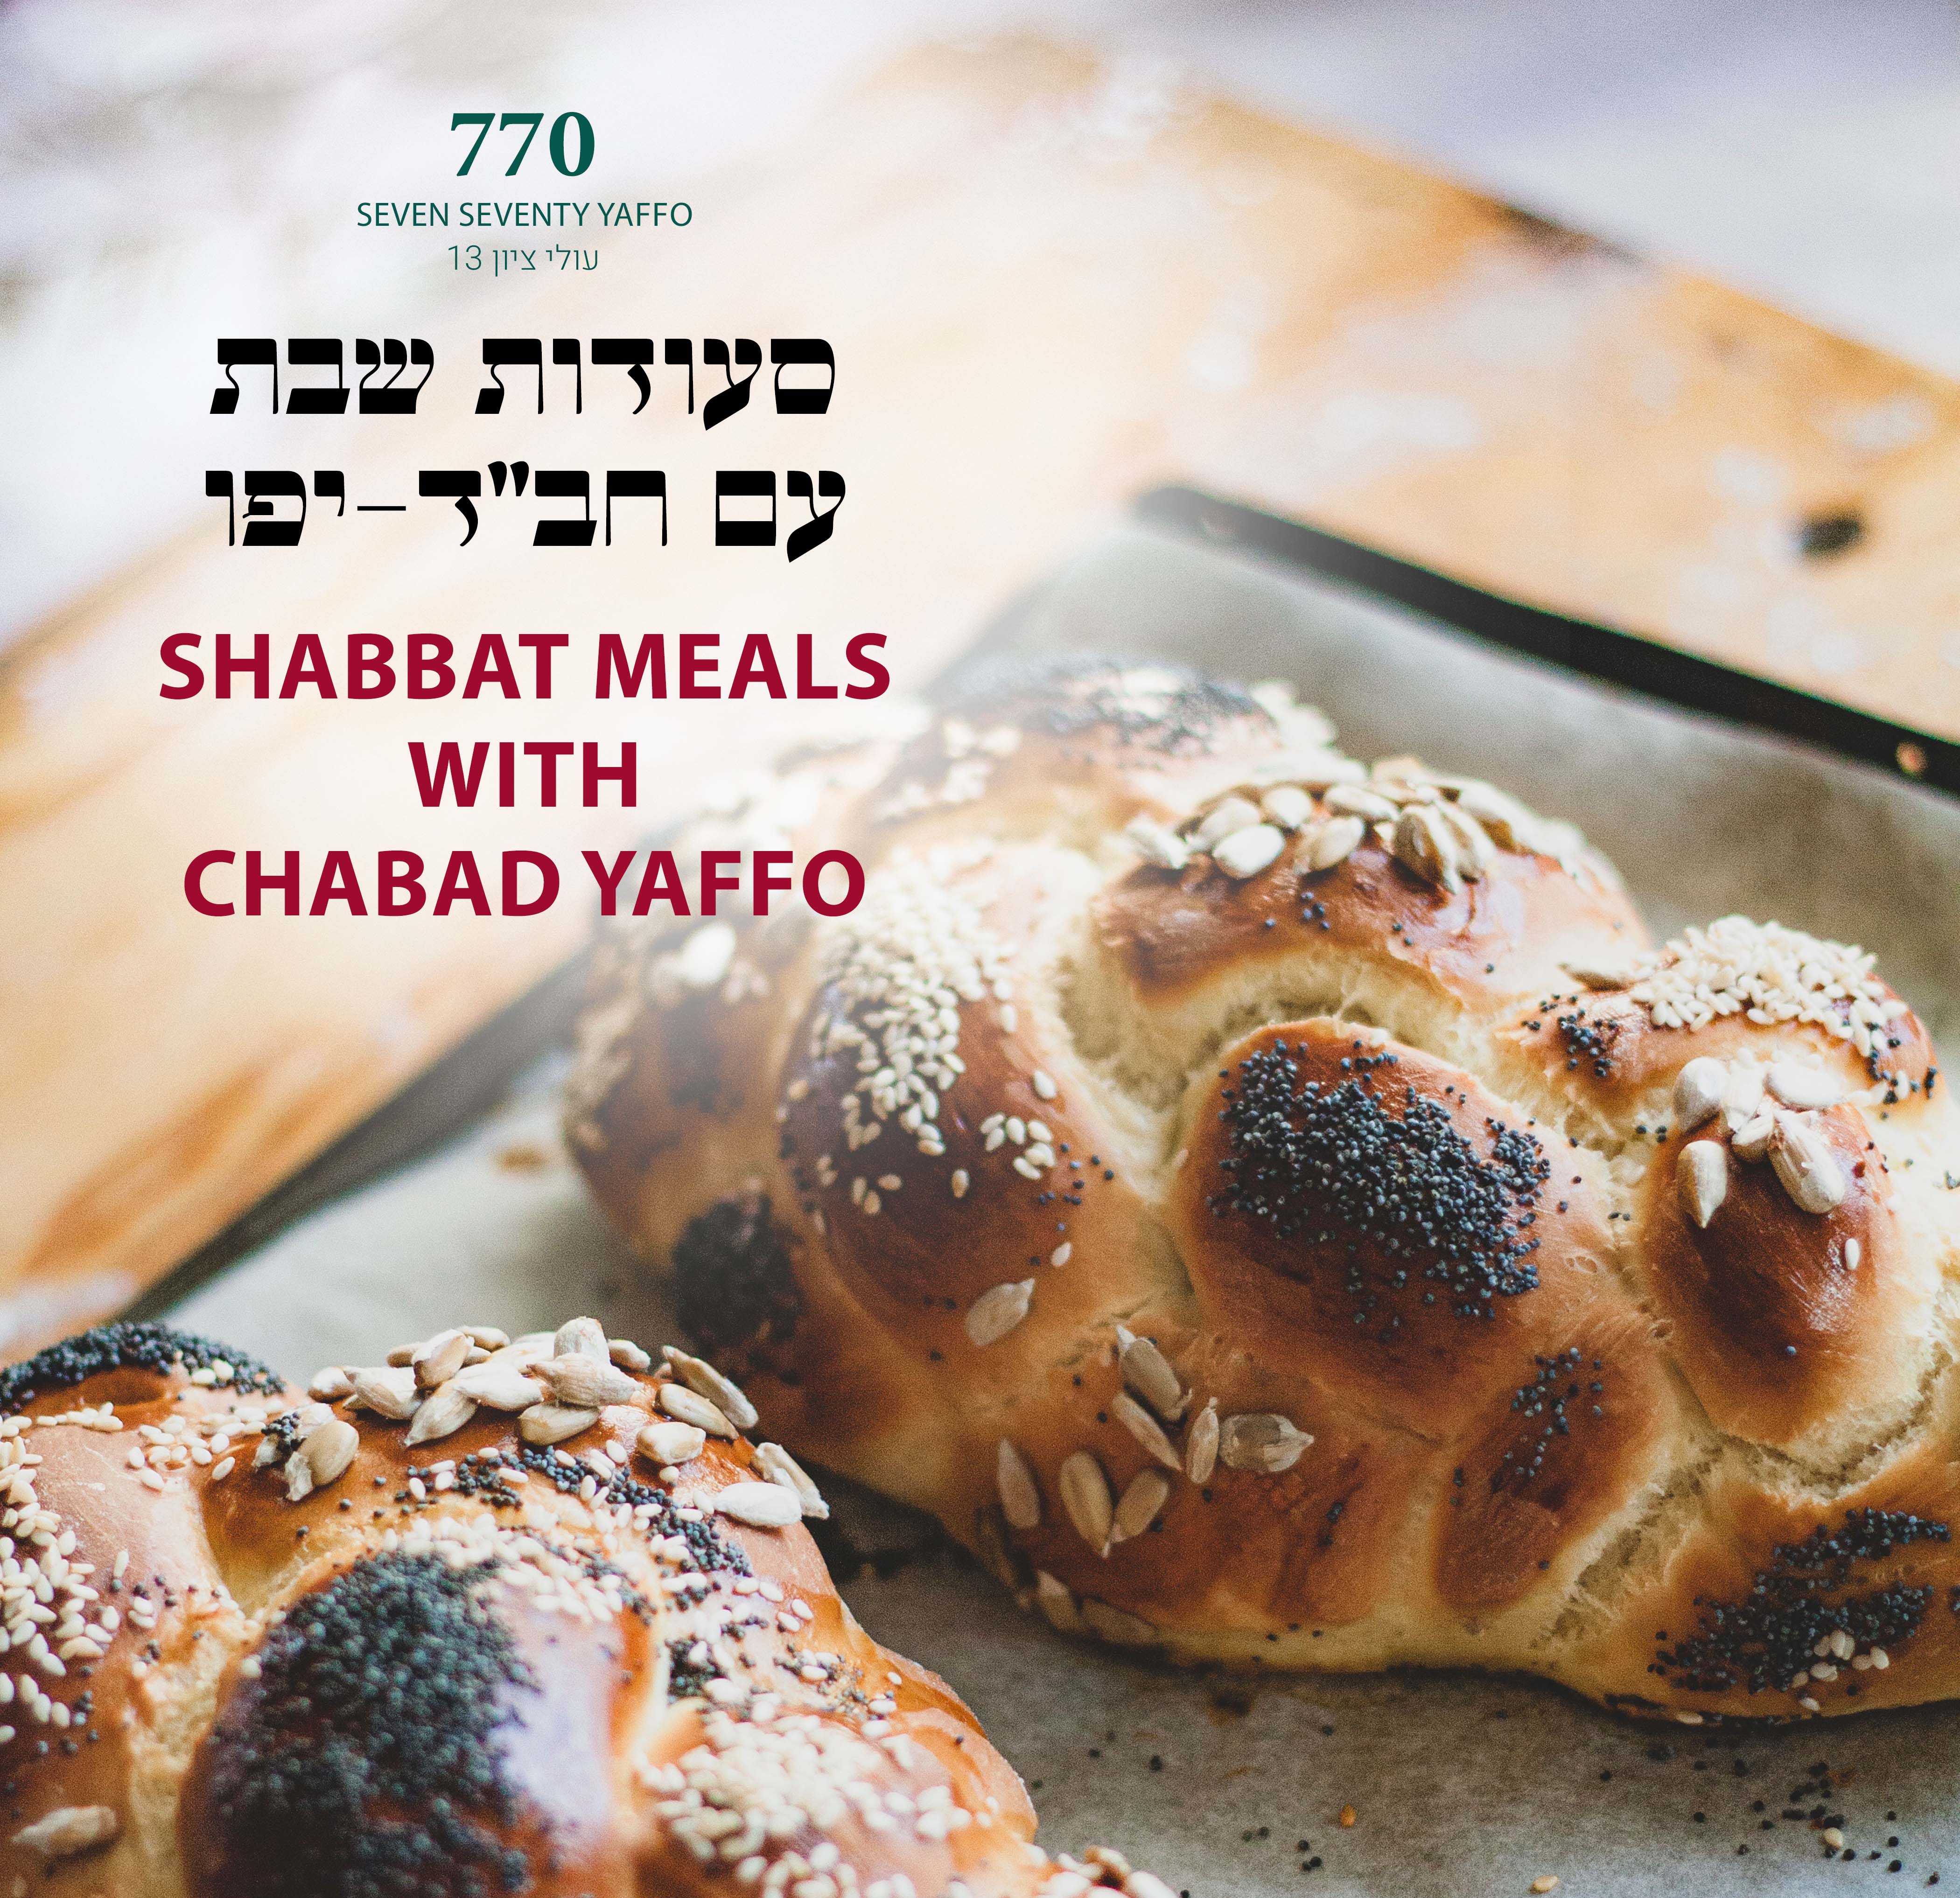 770
SEVEN SEVENTY YAFFO
עולי ציון 13
סעודות שבת
עם חב"ד-יפו
SHABBAT MEALS
WITH
CHABAD YAFFO